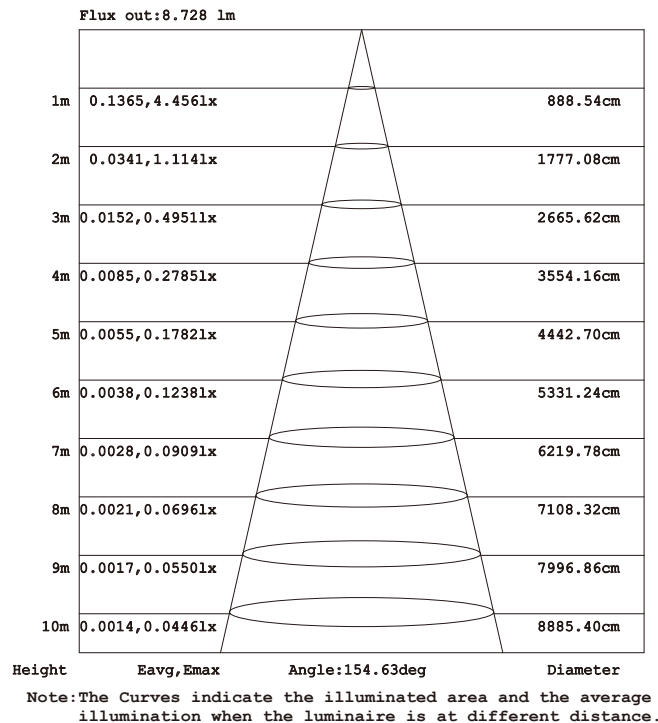 Flux out:8.728 lm
1m 0.1365,4.456lx 888.54cm
2m 0.0341,1.114lx 1777.08cm
3m 0.0152,0.4951lx 2665.62cm
4m 0.0085,0.2785lx 3554.16cm
5m 0.0055,0.1782lx 4442.70cm
6m 0.0038,0.1238lx 5331.24cm
7m 0.0028,0.0909lx 6219.78cm
8m 0.0021,0.0696lx 7108.32cm
9m 0.0017,0.0550lx 7996.86cm
10m 0.0014,0.0446lx 8885.40cm
Height Eavg,Emax Angle:154.63deg Diameter
Note:The Curves indicate the illuminated area and the average
illumination when the luminaire is at different distance.